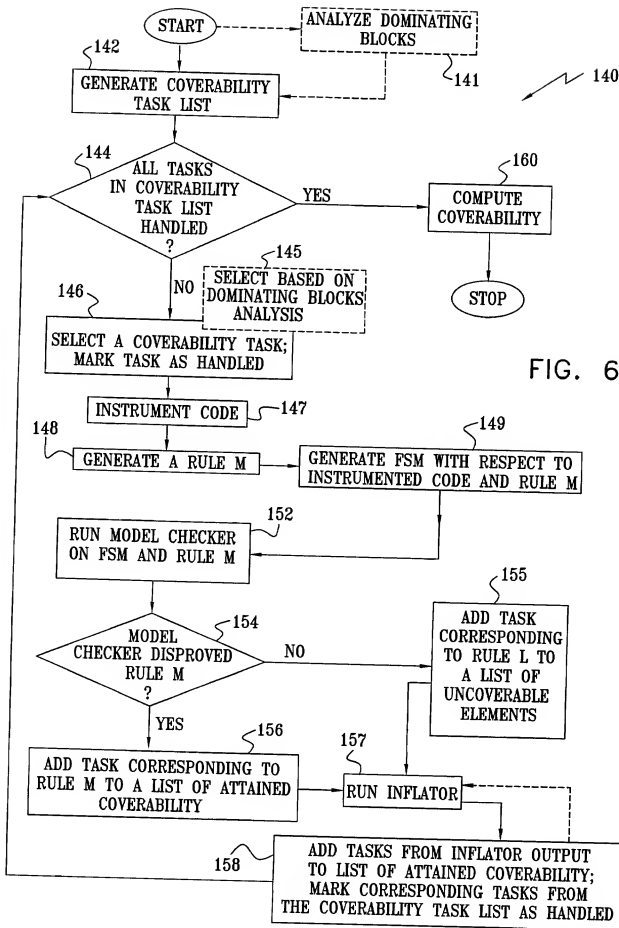 START
ANALYZE DOMINATING
BLOCKS
141
142
GENERATE COVERABILITY
TASK LIST
140
144
ALL TASKS
IN COVERABILITY
TASK LIST
HANDLED
?
YES
160
COMPUTE
COVERABILITY
STOP
NO
145
SELECT BASED ON
DOMINATING BLOCKS
ANALYSIS
146
SELECT A COVERABILITY TASK;
MARK TASK AS HANDLED
FIG. 6
INSTRUMENT CODE
147
148
GENERATE A RULE M
149
GENERATE FSM WITH RESPECT TO
INSTRUMENTED CODE AND RULE M
152
RUN MODEL CHECKER
ON FSM AND RULE M
154
MODEL
CHECKER DISPROVED
RULE M
?
NO
155
ADD TASK
CORRESPONDING
TO RULE L TO
A LIST OF
UNCOVERABLE
ELEMENTS
YES
156
ADD TASK CORRESPONDING TO
RULE M TO A LIST OF ATTAINED
COVERABILITY
157
RUN INFLATOR
158
ADD TASKS FROM INFLATOR OUTPUT
TO LIST OF ATTAINED COVERABILITY;
MARK CORRESPONDING TASKS FROM
THE COVERABILITY TASK LIST AS HANDLED